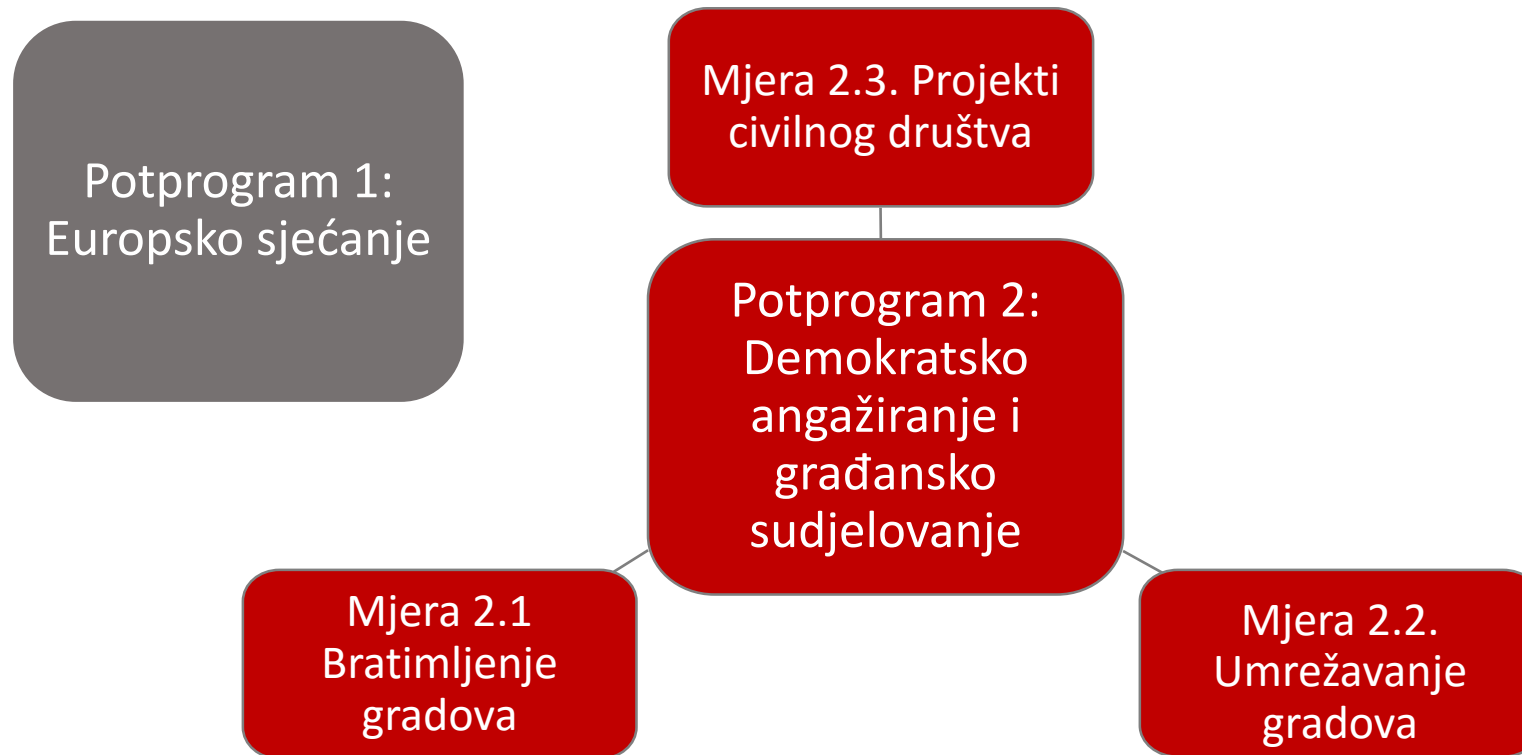 Potprogram 1:
Europsko sjećanje
Mjera 2.3. Projekti
civilnog društva
Potprogram 2:
Demokratsko
angažiranje i
građansko
sudjelovanje
Mjera 2.1
Bratimljenje
gradova
Mjera 2.2.
Umrežavanje
gradova